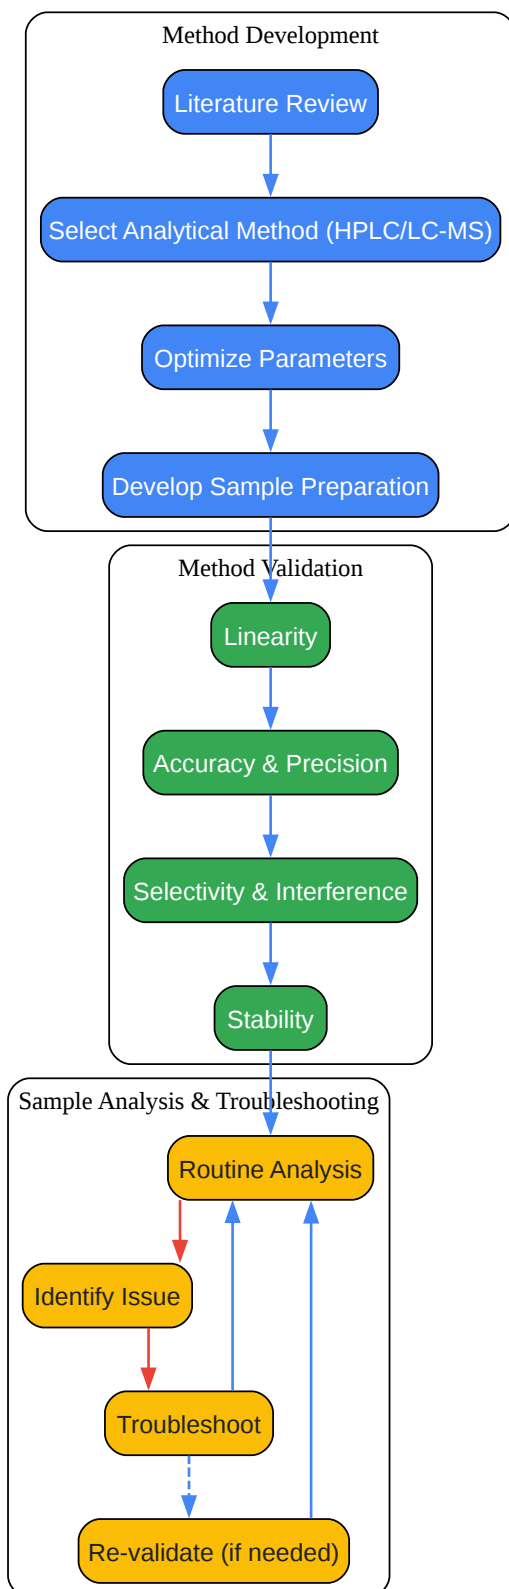 Method Development
Literature Review
Select Analytical Method (HPLC/LC-MS)
Optimize Parameters
Develop Sample Preparation
Method Validation
Linearity
Accuracy & Precision
Selectivity & Interference
Stability
Sample Analysis & Troubleshooting
Routine Analysis
Identify Issue
Troubleshoot
Re-validate (if needed)